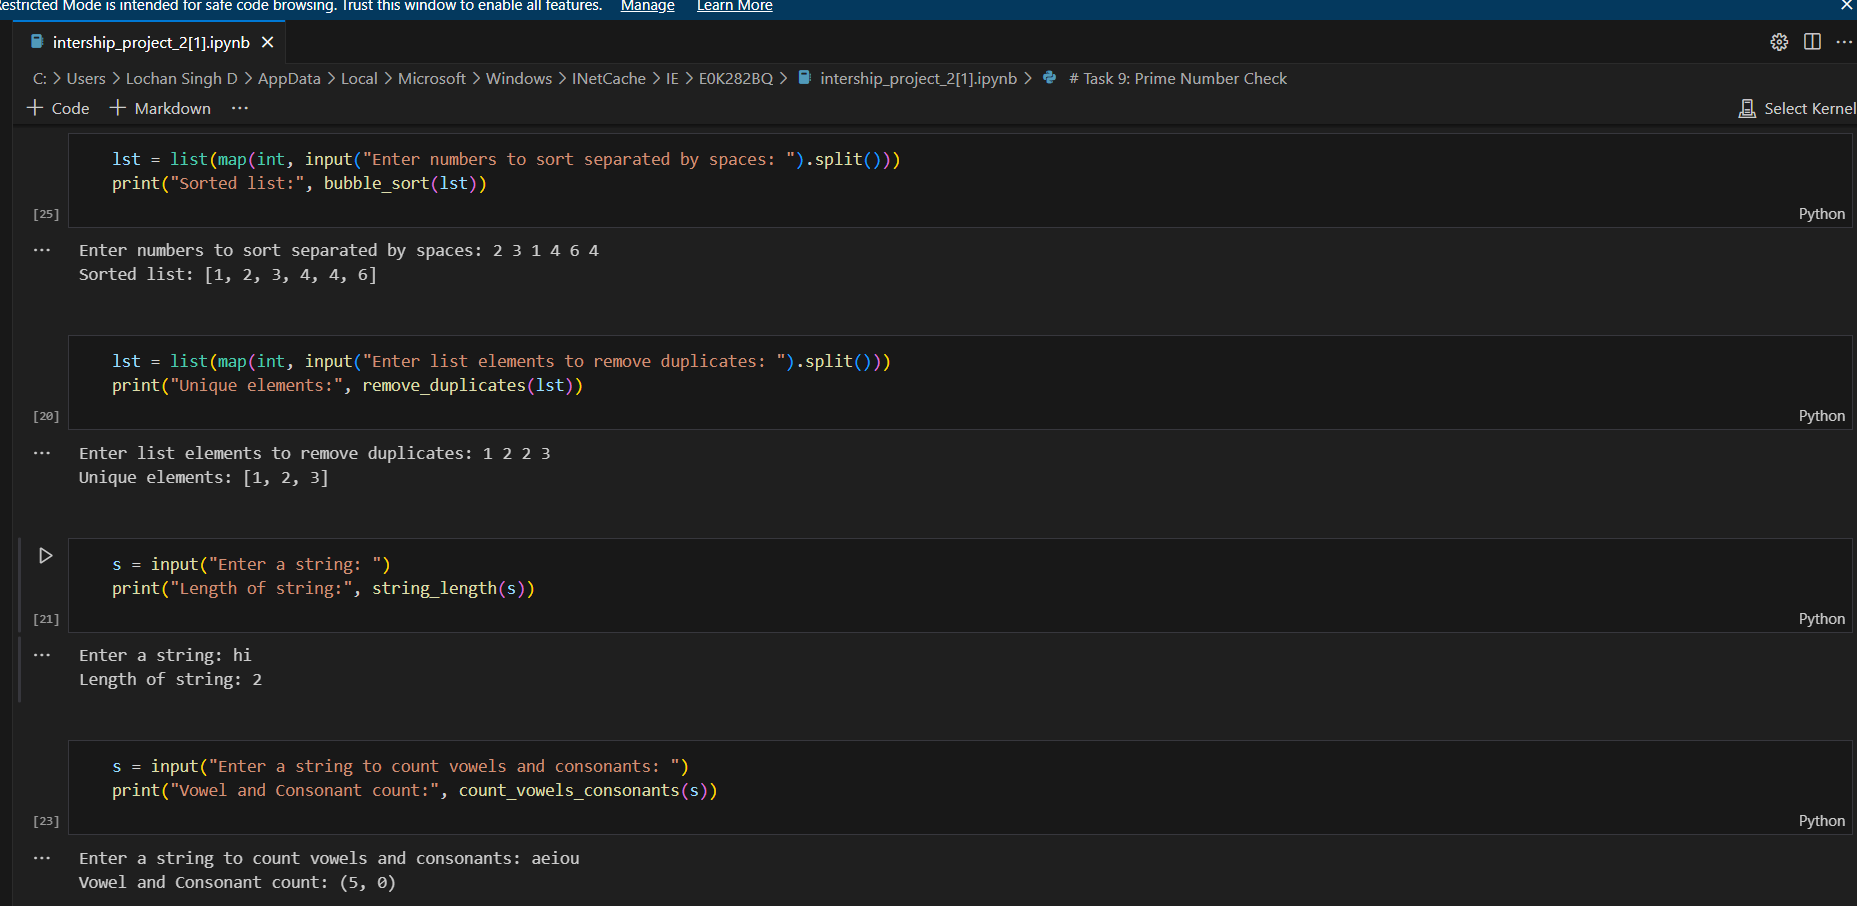 Restricted Mode is intended for safe code browsing. Trust this window to enable all features. Manage Learn More
intership_project_2[1].ipynb
C: > Users > Lochan Singh D > AppData > Local > Microsoft > Windows > INetCache > IE > E0K282BQ > intership_project_2[1].ipynb > # Task 9: Prime Number Check
+ Code + Markdown ... Select Kernel
lst = list(map(int, input("Enter numbers to sort separated by spaces: ").split()))
print("Sorted list:", bubble_sort(lst))
[25] Python
Enter numbers to sort separated by spaces: 2 3 1 4 6 4
Sorted list: [1, 2, 3, 4, 4, 6]
lst = list(map(int, input("Enter list elements to remove duplicates: ").split()))
print("Unique elements:", remove_duplicates(lst))
[20] Python
Enter list elements to remove duplicates: 1 2 2 3
Unique elements: [1, 2, 3]
s = input("Enter a string: ")
print("Length of string:", string_length(s))
[21] Python
Enter a string: hi
Length of string: 2
s = input("Enter a string to count vowels and consonants: ")
print("Vowel and Consonant count:", count_vowels_consonants(s))
[23] Python
Enter a string to count vowels and consonants: aeiou
Vowel and Consonant count: (5, 0)